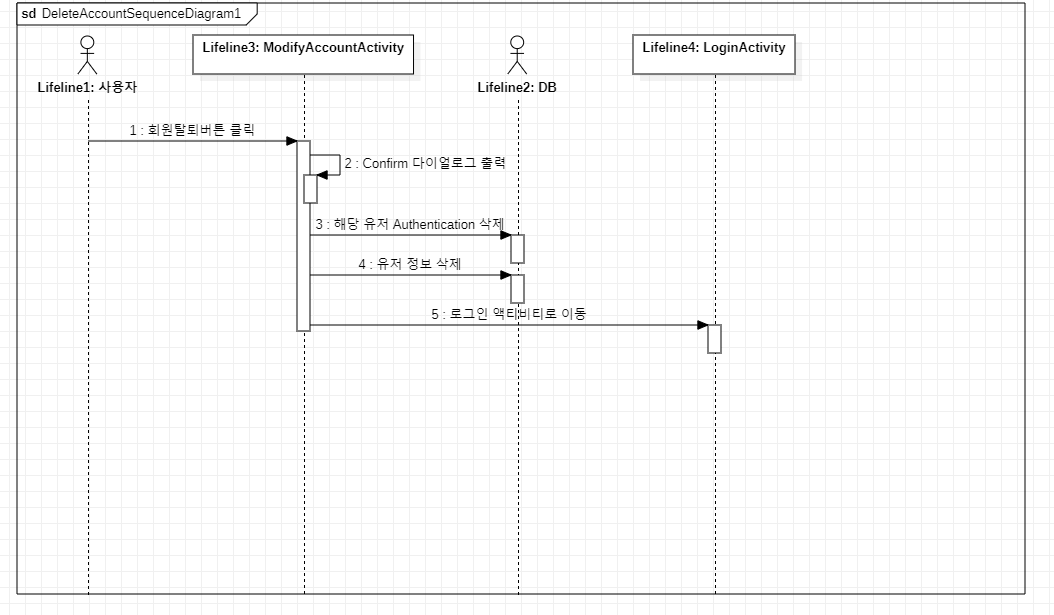 sd DeleteAccountSequenceDiagram1
Lifeline1: 사용자
Lifeline3: ModifyAccountActivity
Lifeline2: DB
Lifeline4: LoginActivity
1 : 회원탈퇴버튼 클릭
2 : Confirm 다이얼로그 출력
3 : 해당 유저 Authentication 삭제
4 : 유저 정보 삭제
5 : 로그인 액티비티로 이동